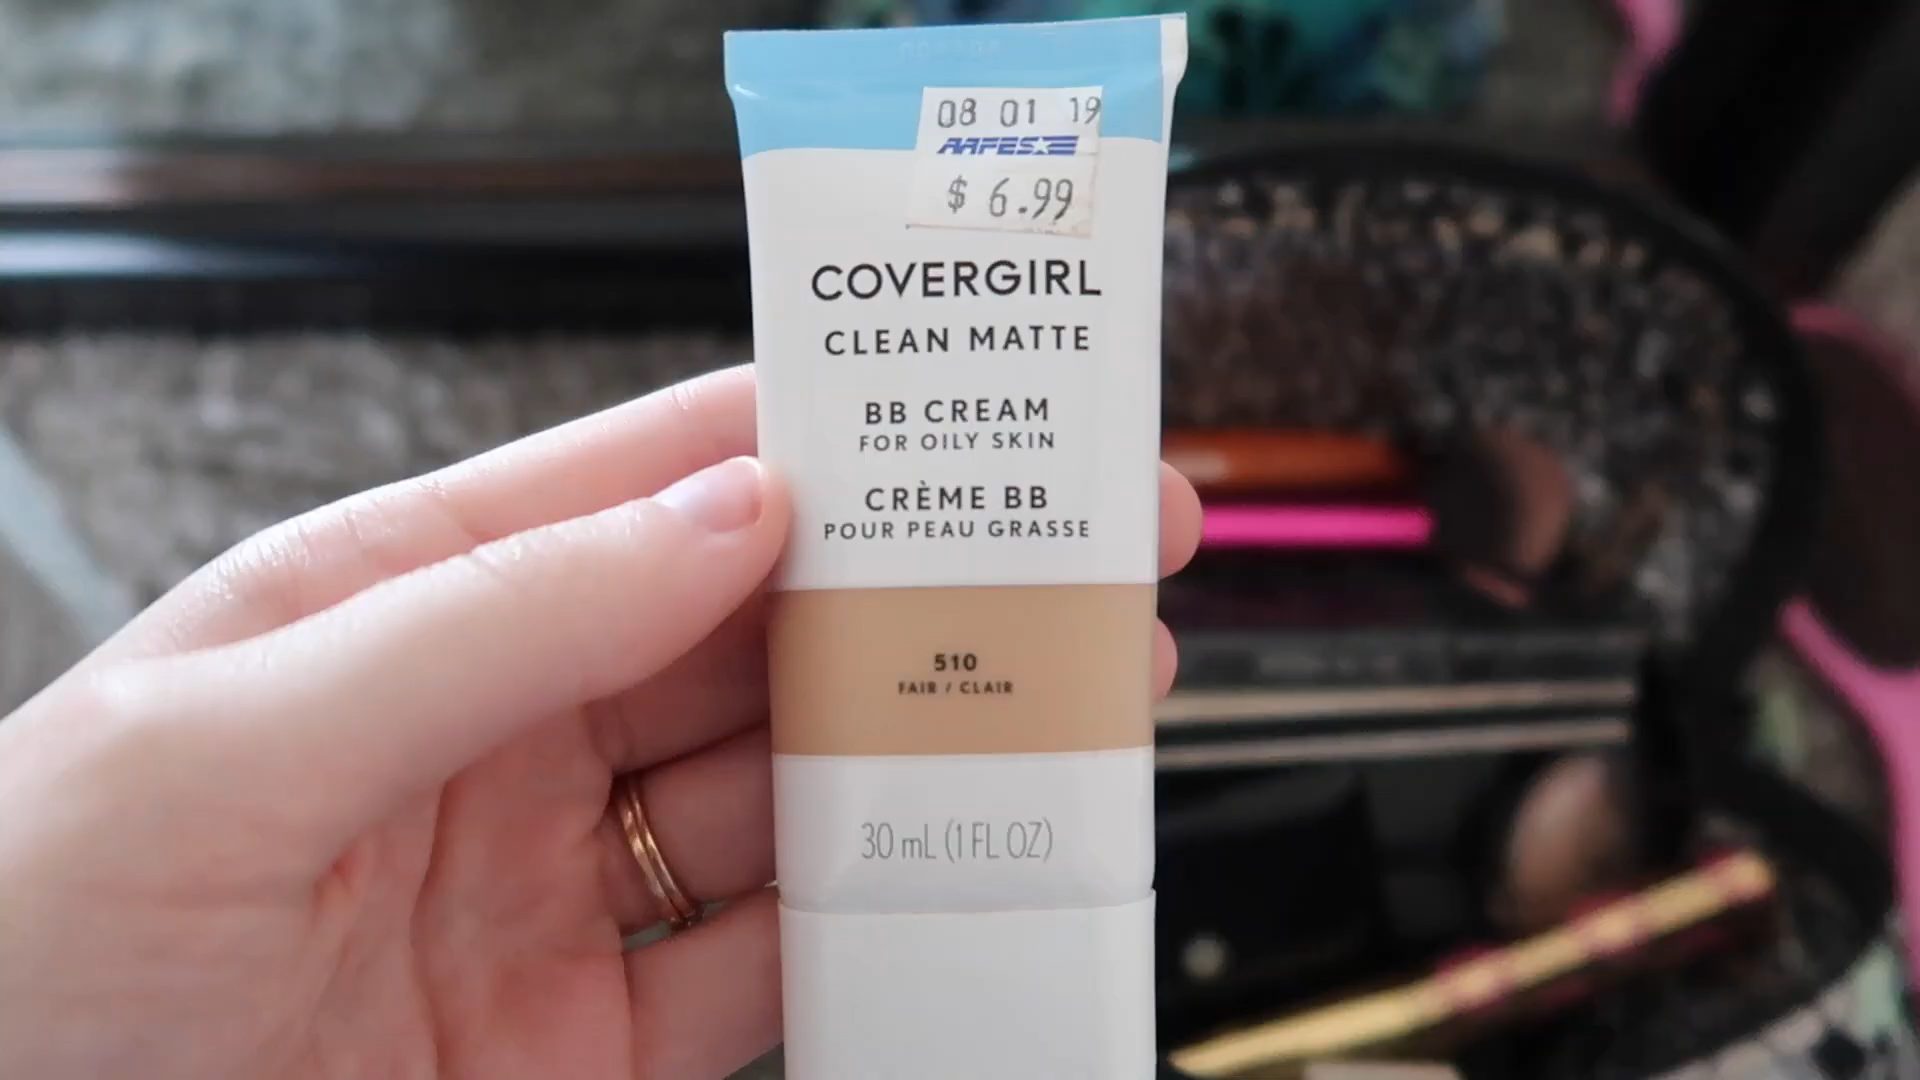 08 01 19
AAFES
$ 6.99
COVERGIRL
CLEAN MATTE
BB CREAM
FOR OILY SKIN
CRÈME BB
POUR PEAU GRASSE
510
FAIR / CLAIR
30 mL (1 FL OZ)